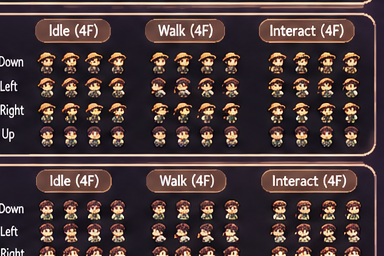 Idle (4F) Walk (4F) Interact (4F)
Down
Left
Right
Up
Idle (4F) Walk (4F) Interact (4F)
Down
Left
Right